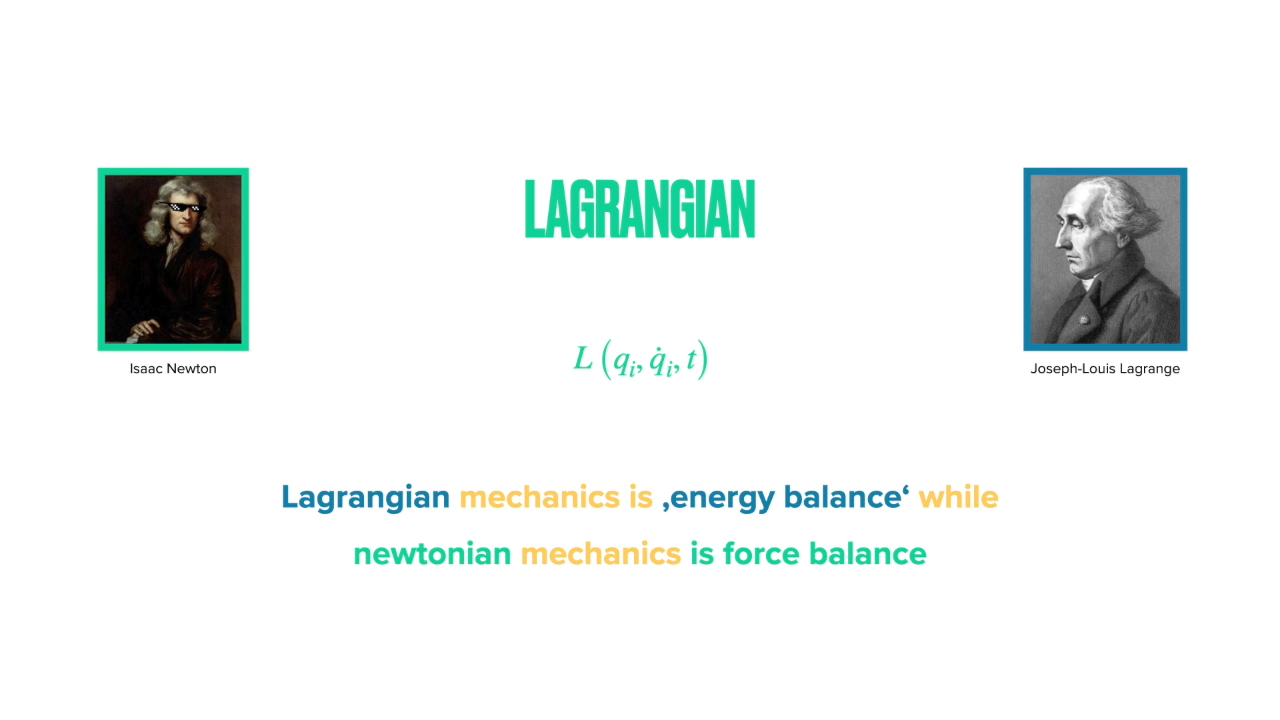 LAGRANGIAN
Isaac Newton
L (qᵢ, q̇ᵢ, t)
Joseph-Louis Lagrange
Lagrangian mechanics is ‚energy balance‘ while
newtonian mechanics is force balance